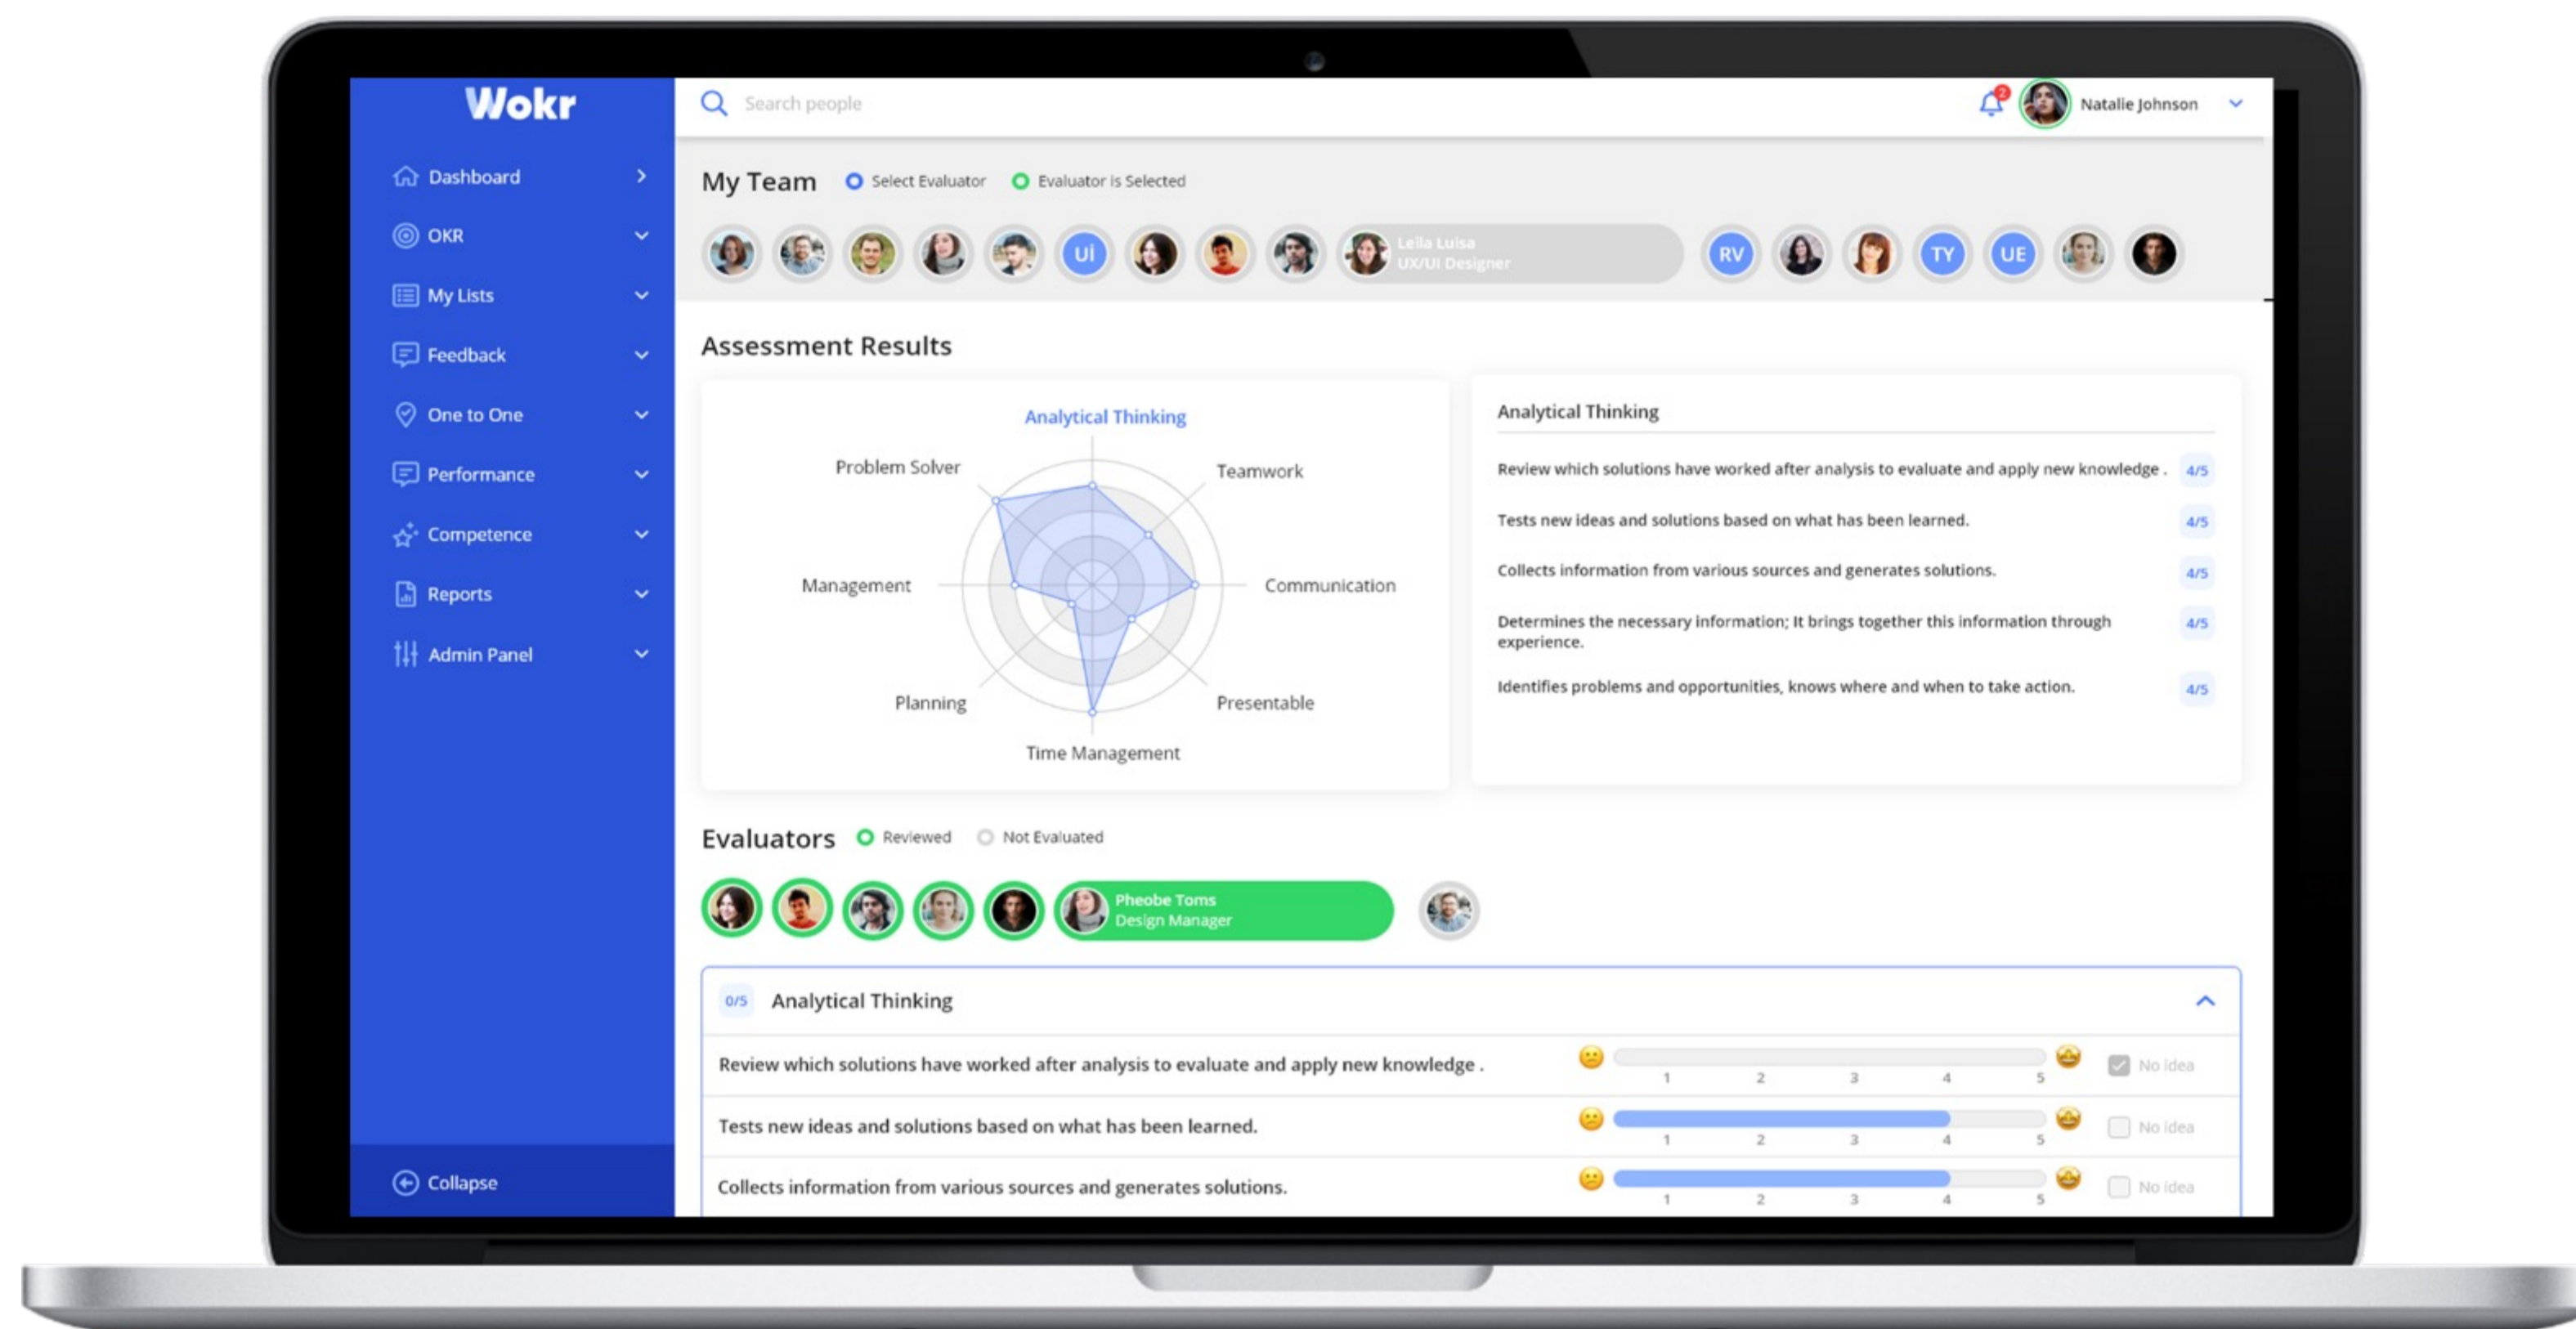 Wokr
Search people
2
Natalie Johnson
Dashboard
OKR
My Lists
Feedback
One to One
Performance
Competence
Reports
Admin Panel
Collapse
My Team
Select Evaluator
Evaluator is Selected
Uİ
Leila Luisa
UX/UI Designer
RV
TY
UE
Assessment Results
Analytical Thinking
Problem Solver
Teamwork
Management
Communication
Planning
Presentable
Time Management
Analytical Thinking
Review which solutions have worked after analysis to evaluate and apply new knowledge . 4/5
Tests new ideas and solutions based on what has been learned. 4/5
Collects information from various sources and generates solutions. 4/5
Determines the necessary information; It brings together this information through 4/5
experience.
Identifies problems and opportunities, knows where and when to take action. 4/5
Evaluators
Reviewed
Not Evaluated
Pheobe Toms
Design Manager
0/5 Analytical Thinking
Review which solutions have worked after analysis to evaluate and apply new knowledge .
1 2 3 4 5
No idea
Tests new ideas and solutions based on what has been learned.
1 2 3 4 5
No idea
Collects information from various sources and generates solutions.
1 2 3 4 5
No idea